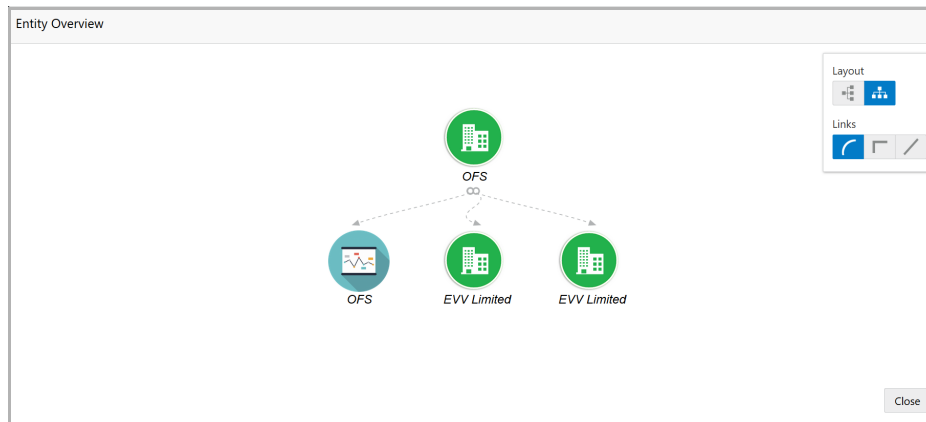 Entity Overview
Layout
Links
OFS
OFS
EVV Limited
EVV Limited
Close